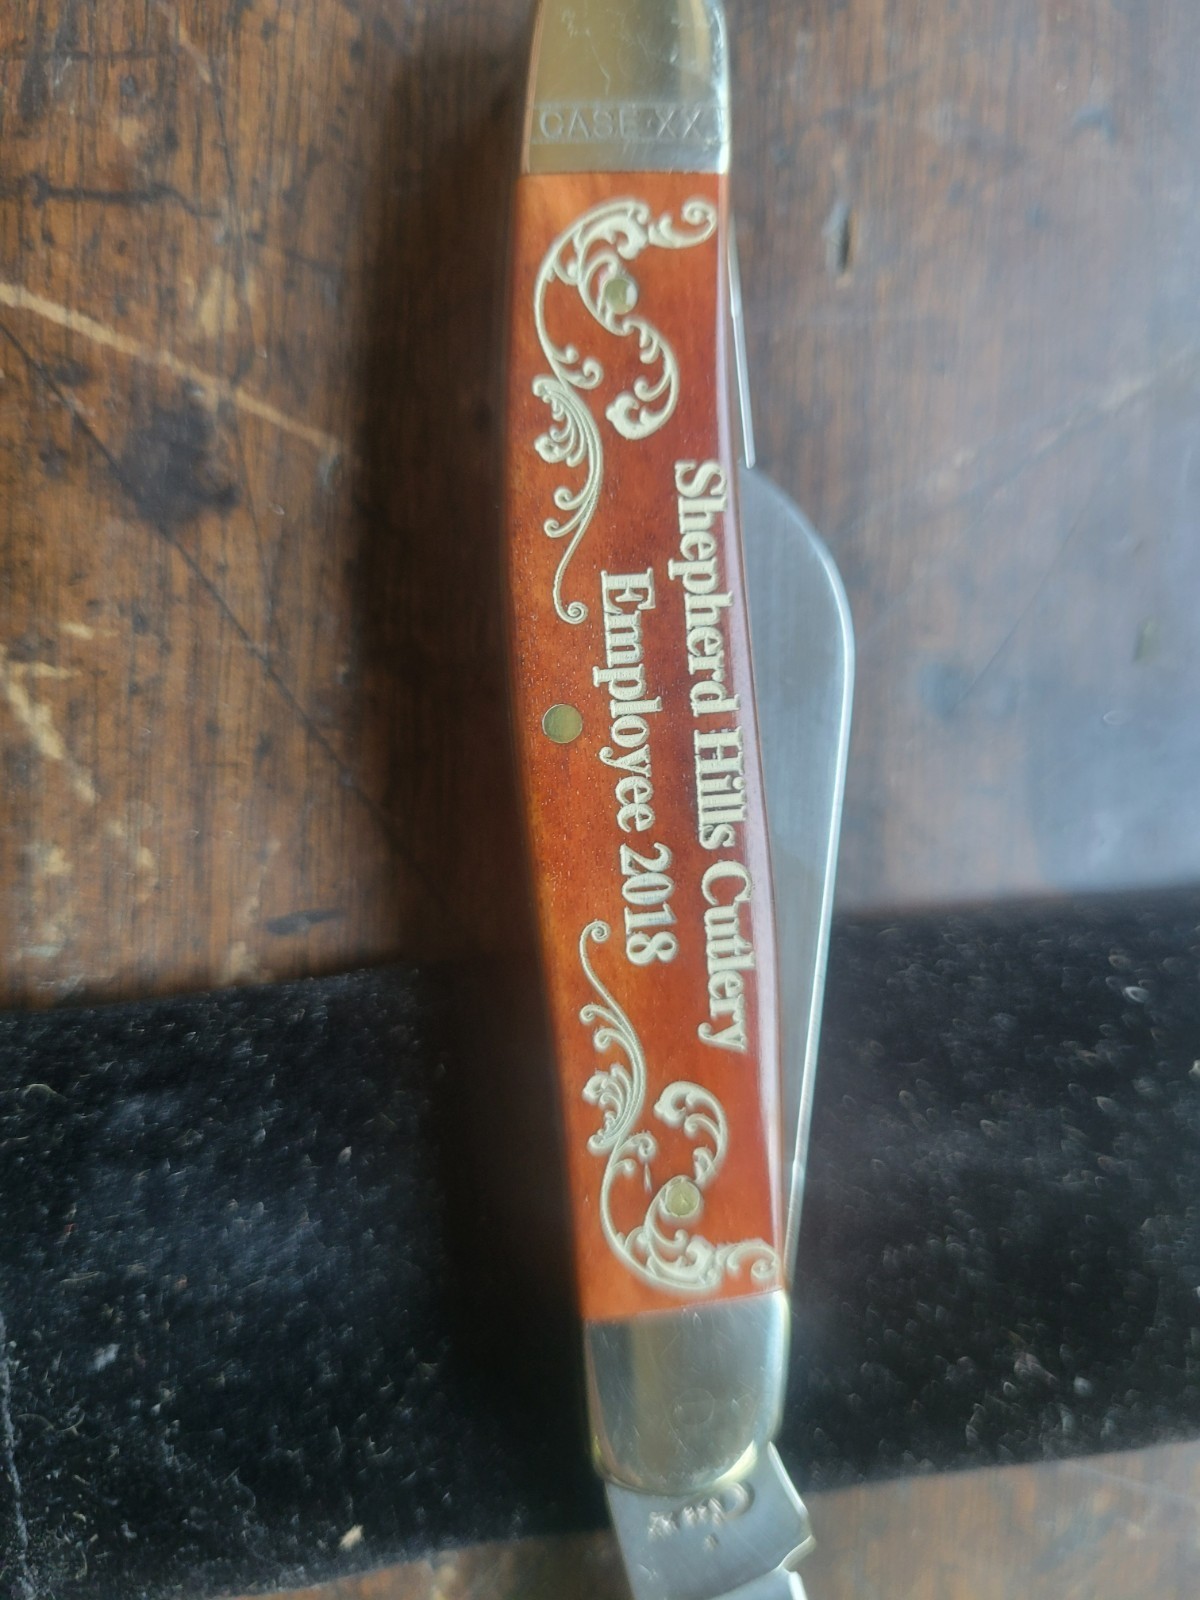 CASE XX
Shepherd Hills Cutlery
Employee 2018